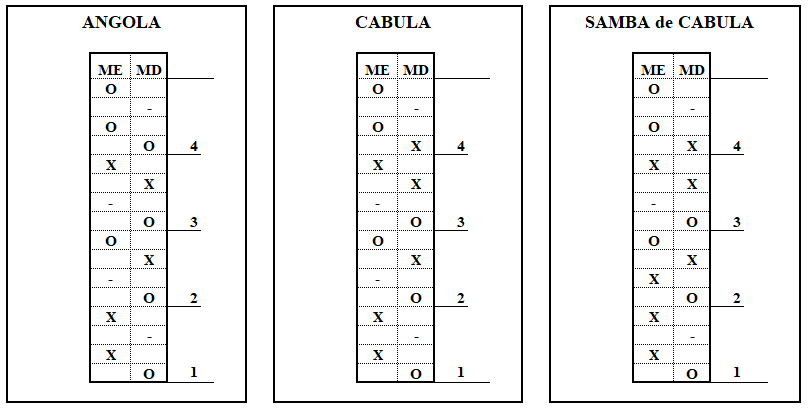 ANGOLA
ME MD
O
-
O
O 4
X
X
-
O 3
O
X
-
O 2
X
-
X
O 1
CABULA
ME MD
O
-
O
X 4
X
X
-
O 3
O
X
-
O 2
X
-
X
O 1
SAMBA de CABULA
ME MD
O
-
O
X 4
X
X
-
O 3
O
X
X
O 2
X
-
X
O 1